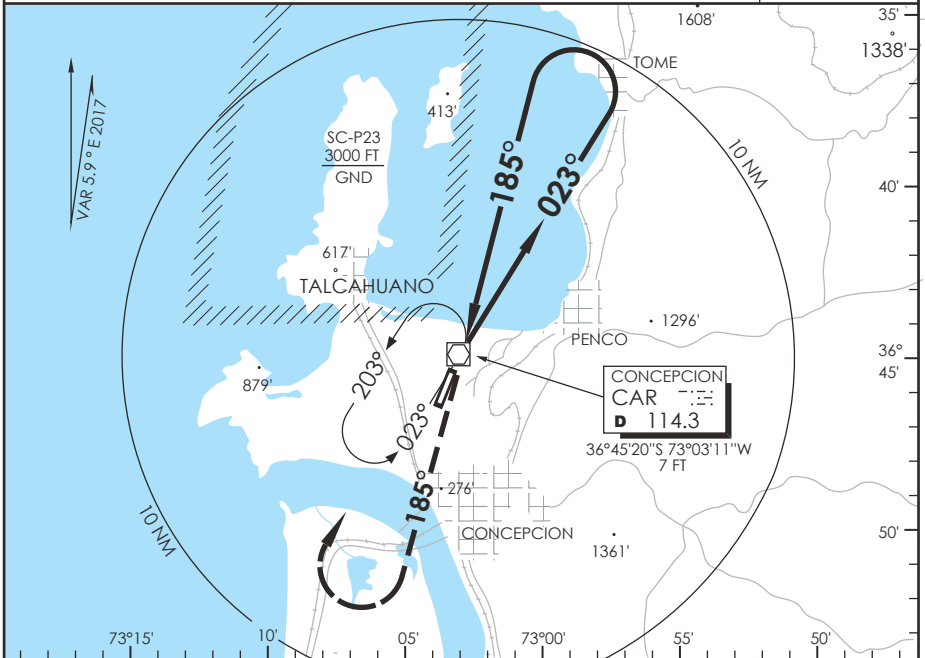 1608'
35'
1338'
TOME
VAR 5.9° E 2017
413'
SC-P23
3000 FT
GND
10 NM
185°
023°
40'
617'
TALCAHUANO
1296'
PENCO
36°
45'
203°
879'
CONCEPCION
CAR
D 114.3
36°45'20"S 73°03'11"W
7 FT
023°
185°
276'
10 NM
50'
CONCEPCION
1361'
73°15'
10'
05'
73°00'
55'
50'